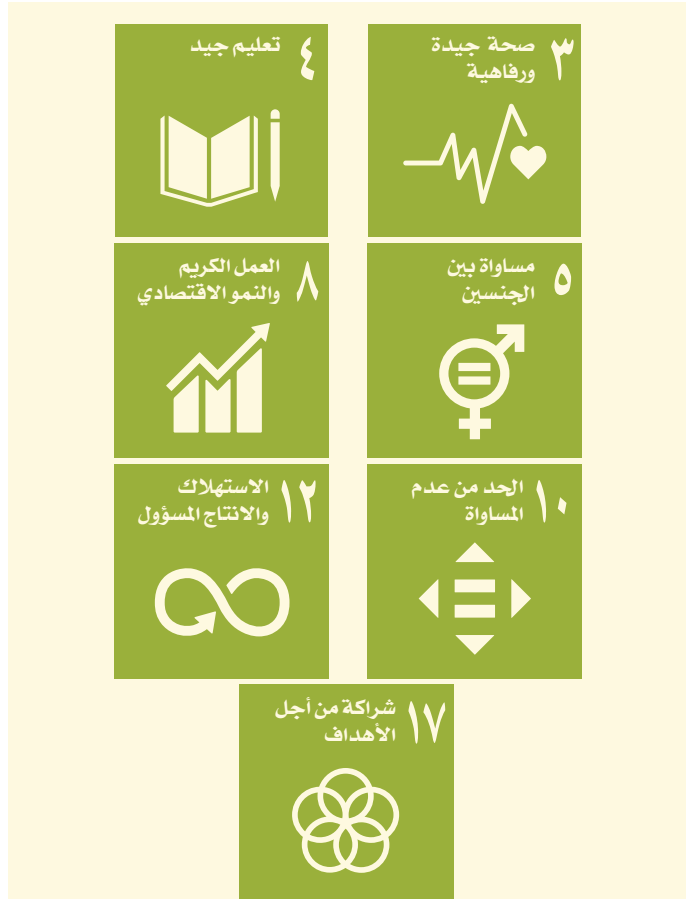 ٣
صحة جيدة
ورفاهية
٤
تعليم جيد
٥
مساواة بين
الجنسين
٨
العمل الكريم
والنمو الاقتصادي
١٠
الحد من عدم
المساواة
١٢
الاستهلاك
والانتاج المسؤول
١٧
شراكة من أجل
الأهداف